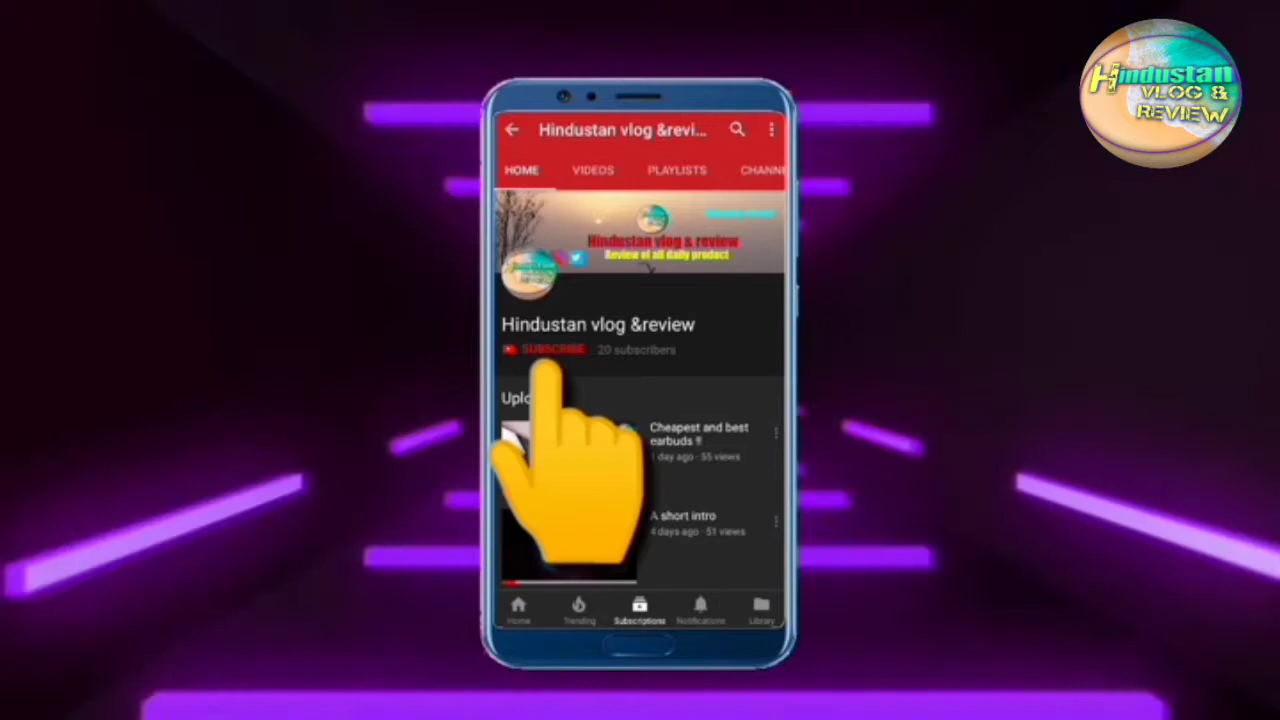 Hindustan
VLOG &
REVIEW
Hindustan vlog &revi...
HOME VIDEOS PLAYLISTS CHANNE
Hindustan vlog & review
Review of all daily product
Hindustan vlog &review
SUBSCRIBE 20 subscribers
Uplo
Cheapest and best
earbuds !!
1 day ago · 55 views
A short intro
4 days ago · 51 views
Home Trending Subscriptions Notifications Library